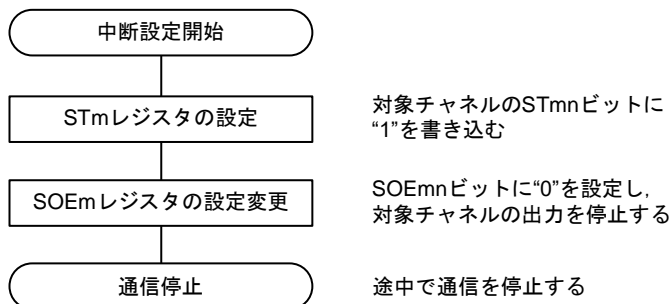 中断設定開始
STmレジスタの設定
対象チャネルのSTmnビットに
“1”を書き込む
SOEmレジスタの設定変更
SOEmnビットに“0”を設定し,
対象チャネルの出力を停止する
通信停止
途中で通信を停止する